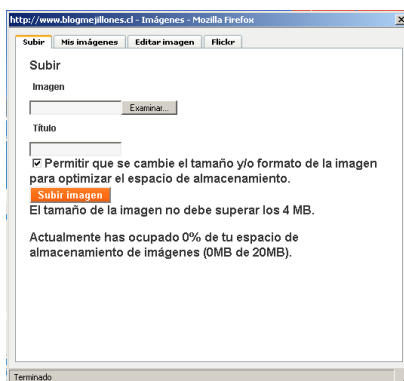 http://www.blogmejillones.cl - Imágenes - Mozilla Firefox
Subir Mis imágenes Editar imagen Flickr
Subir
Imagen
Examinar...
Título
Permitir que se cambie el tamaño y/o formato de la imagen
para optimizar el espacio de almacenamiento.
Subir imagen
El tamaño de la imagen no debe superar los 4 MB.
Actualmente has ocupado 0% de tu espacio de
almacenamiento de imágenes (0MB de 20MB).
Terminado